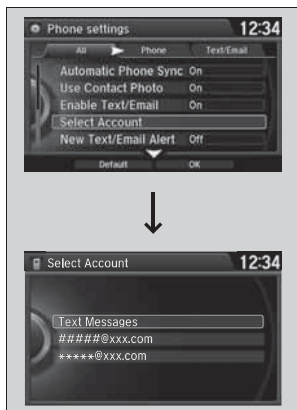 Phone settings 12:34
All Phone Text/Email
Automatic Phone Sync On
Use Contact Photo On
Enable Text/Email On
Select Account
New Text/Email Alert Off
Default OK
Select Account 12:34
Text Messages
#####@xxx.com
*****@xxx.com